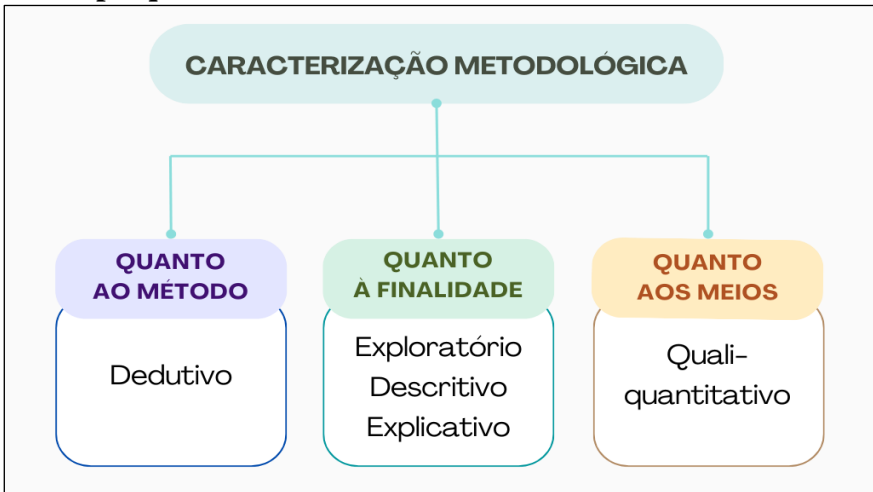 CARACTERIZAÇÃO METODOLÓGICA
QUANTO
AO MÉTODO
Dedutivo
QUANTO
À FINALIDADE
Exploratório
Descritivo
Explicativo
QUANTO
AOS MEIOS
Quali-
quantitativo